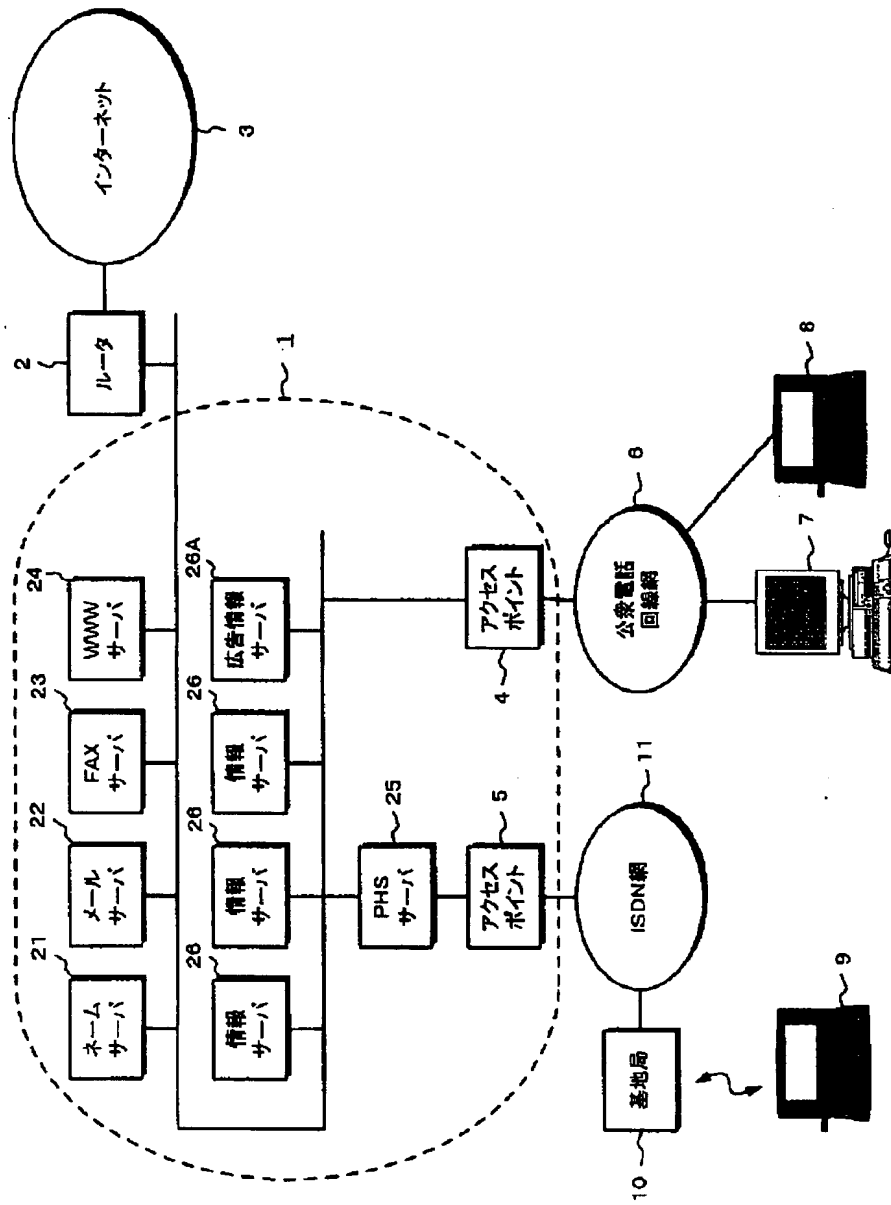 インターネット
3
ルータ
2
1
WWW
サーバ
24
FAX
サーバ
23
メール
サーバ
22
ネーム
サーバ
21
広告情報
サーバ
26A
情報
サーバ
26
情報
サーバ
26
情報
サーバ
26
PHS
サーバ
25
アクセス
ポイント
5
アクセス
ポイント
4
公衆電話
回線網
6
8
7
ISDN網
11
基地局
10
9